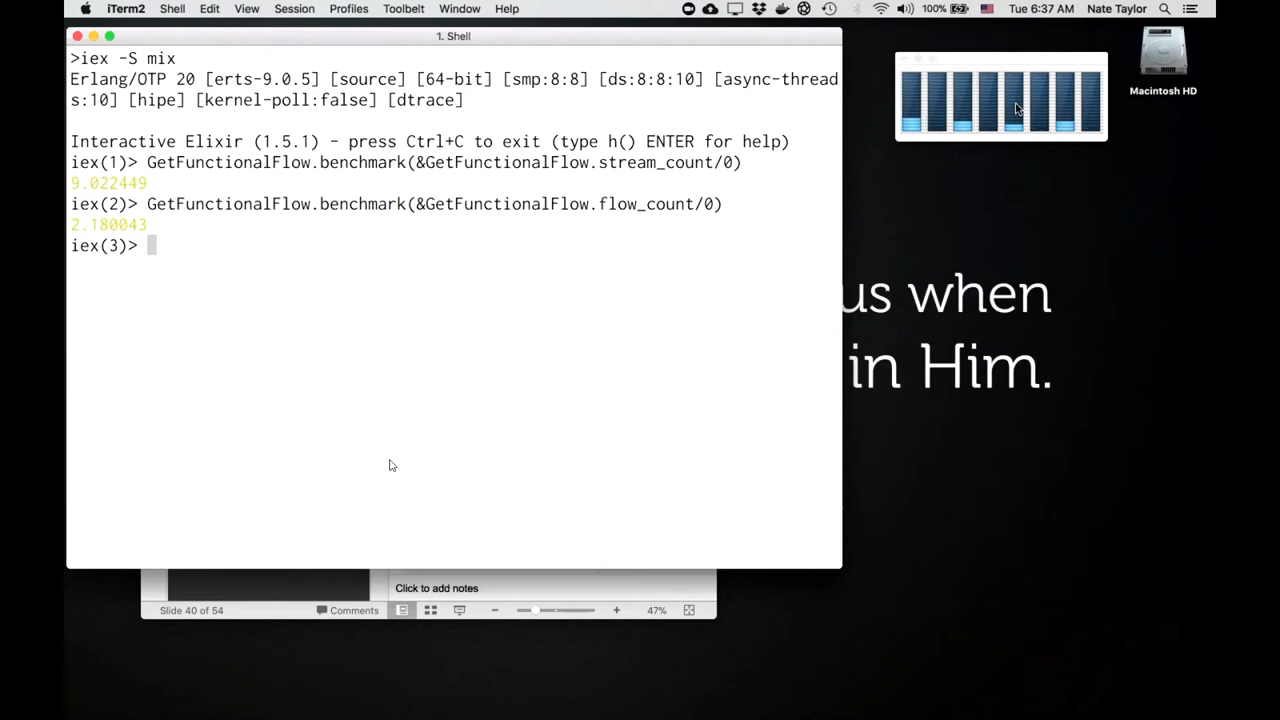 iTerm2 Shell Edit View Session Profiles Toolbelt Window Help 100% Tue 6:37 AM Nate Taylor
1. Shell
>iex -S mix
Erlang/OTP 20 [erts-9.0.5] [source] [64-bit] [smp:8:8] [ds:8:8:10] [async-thread
s:10] [hipe] [kernel-poll:false] [dtrace]
Interactive Elixir (1.5.1) - press Ctrl+C to exit (type h() ENTER for help)
iex(1)> GetFunctionalFlow.benchmark(&GetFunctionalFlow.stream_count/0)
9.022449
iex(2)> GetFunctionalFlow.benchmark(&GetFunctionalFlow.flow_count/0)
2.180043
iex(3)>
Macintosh HD
us when
in Him.
Click to add notes
Slide 40 of 54 Comments 47%